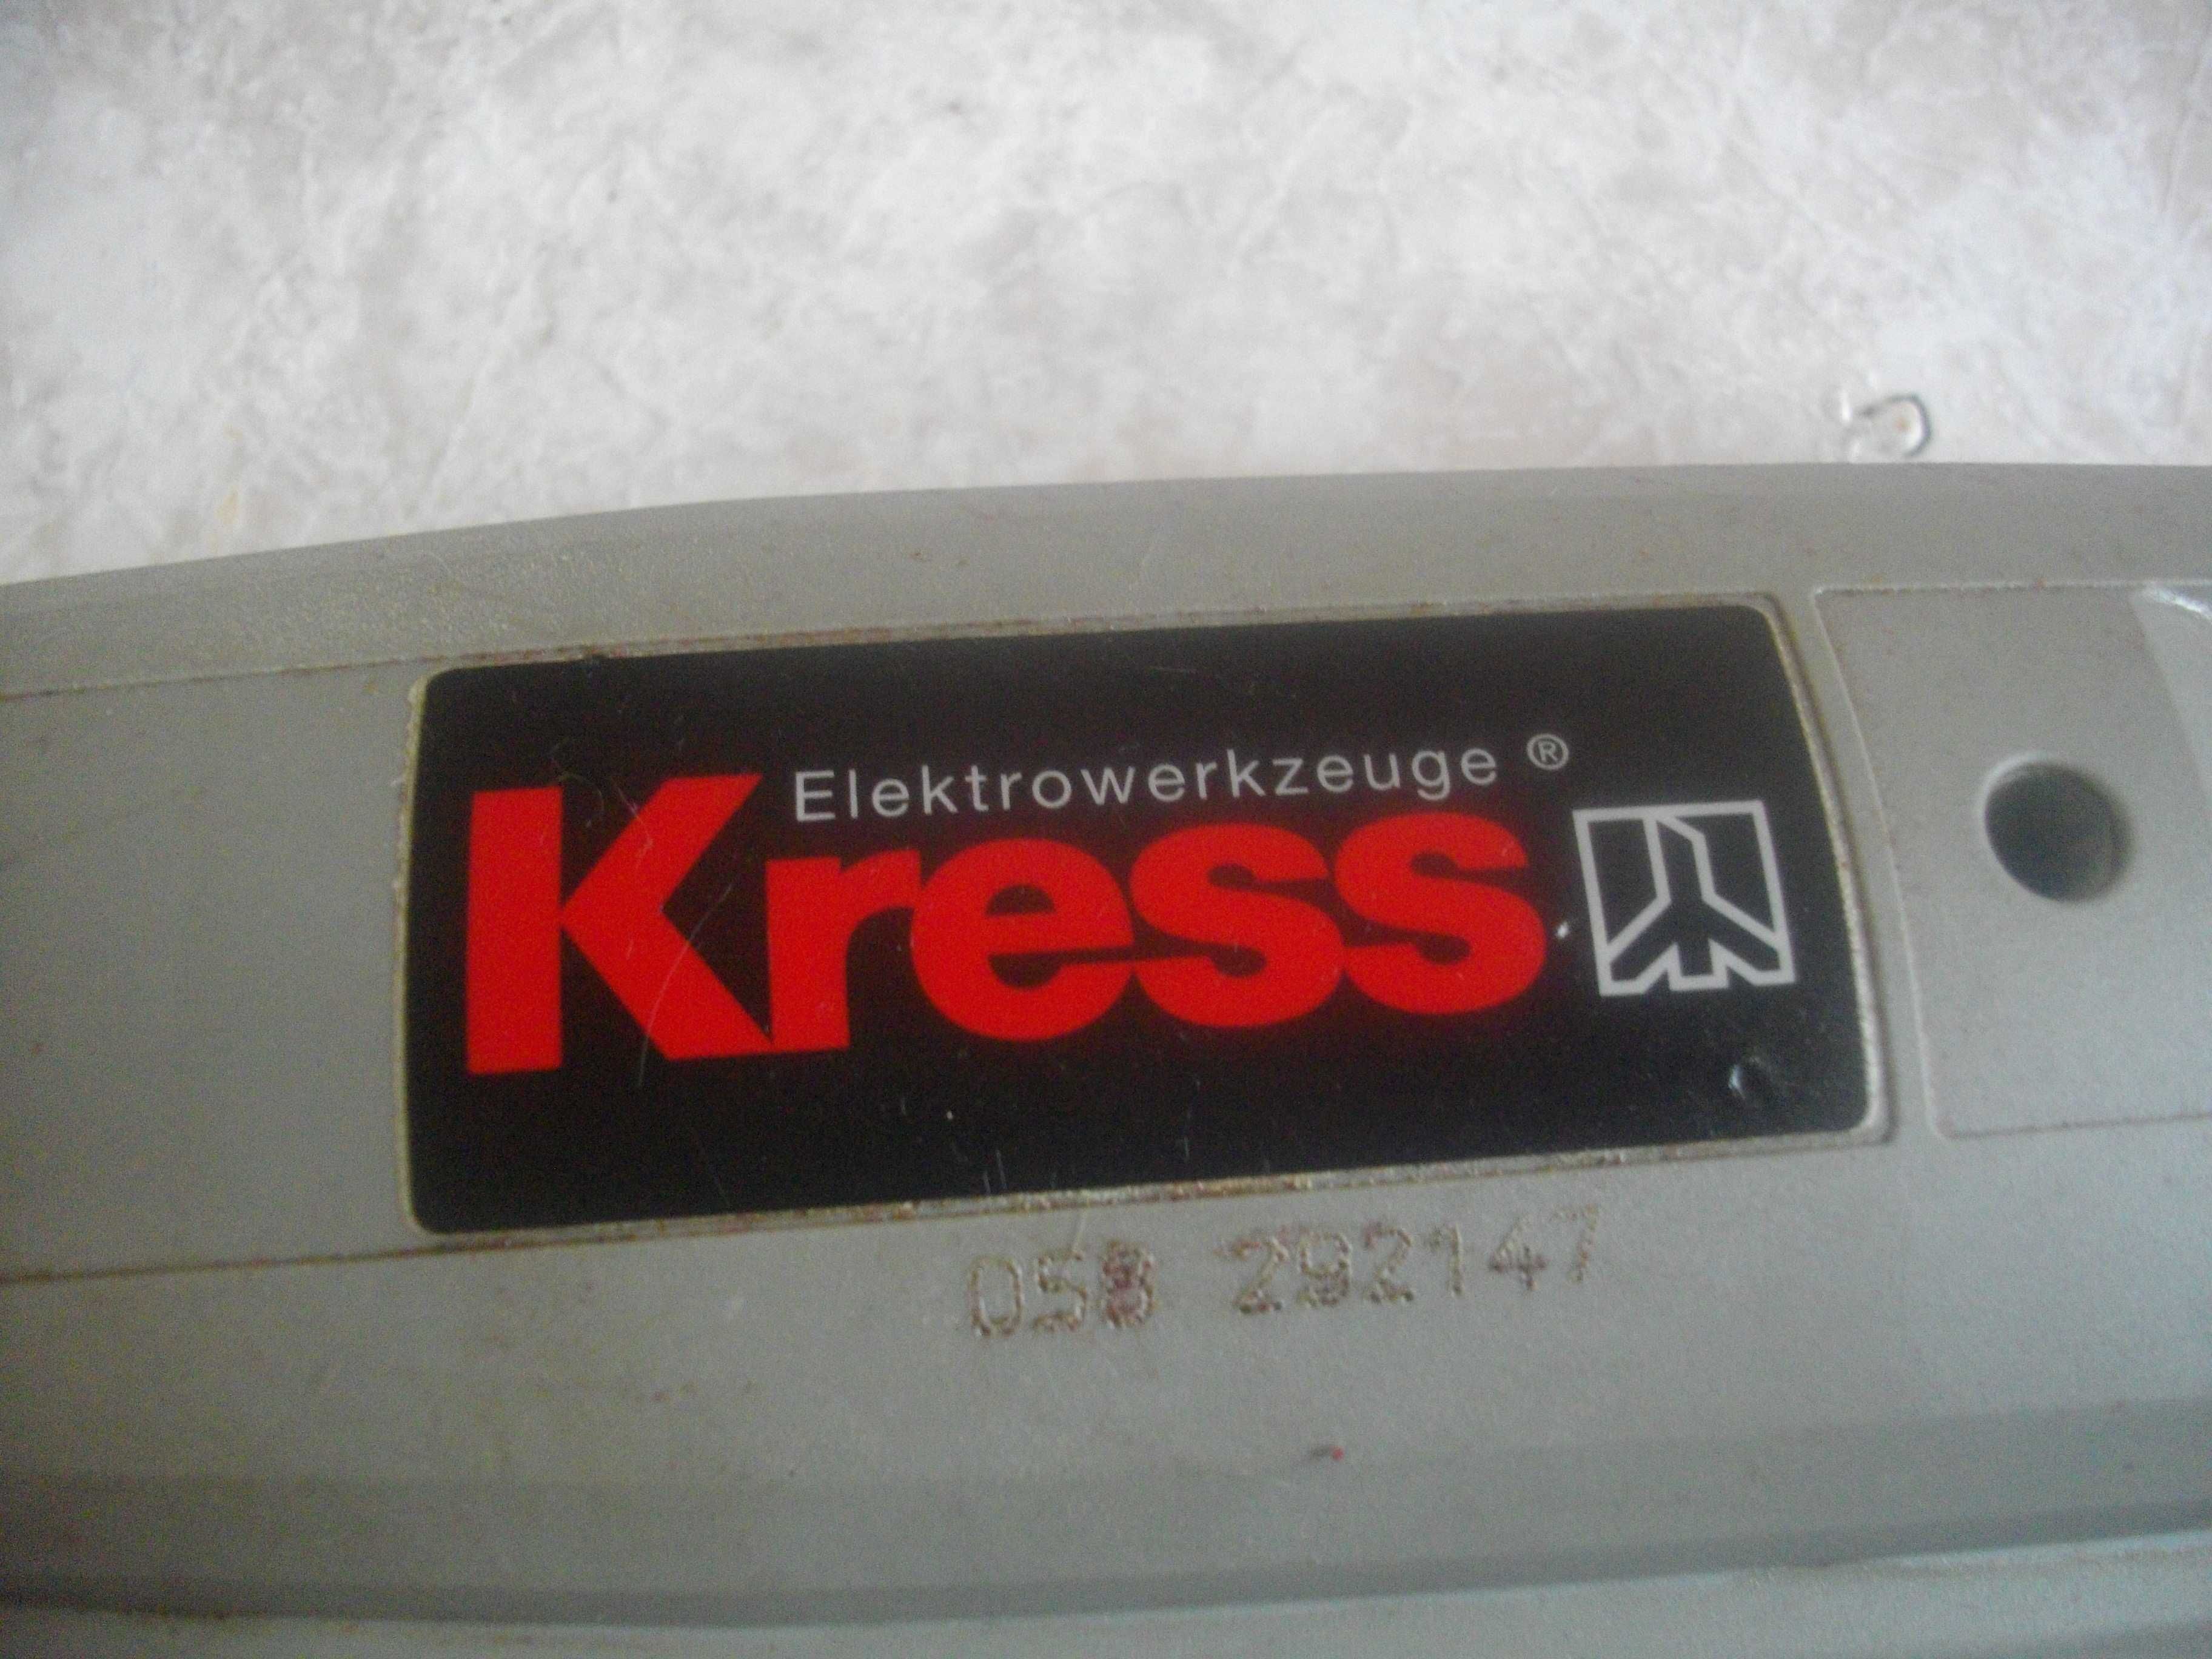 Elektrowerkzeuge ®
Kress
058 292147